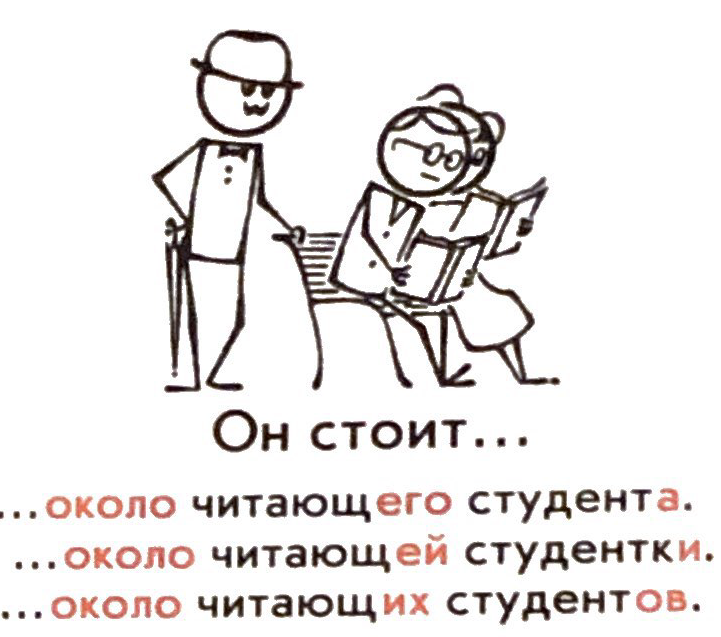 Он стоит...
...около читающего студента.
...около читающей студентки.
...около читающих студентов.